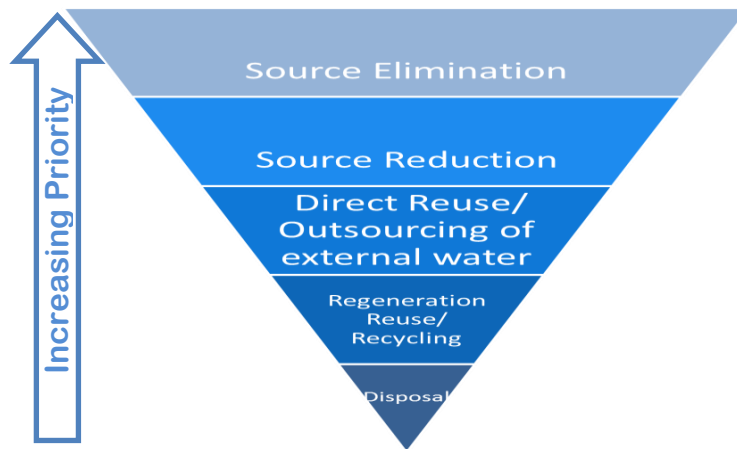 Increasing Priority
Source Elimination
Source Reduction
Direct Reuse/
Outsourcing of
external water
Regeneration
Reuse/
Recycling
Disposal